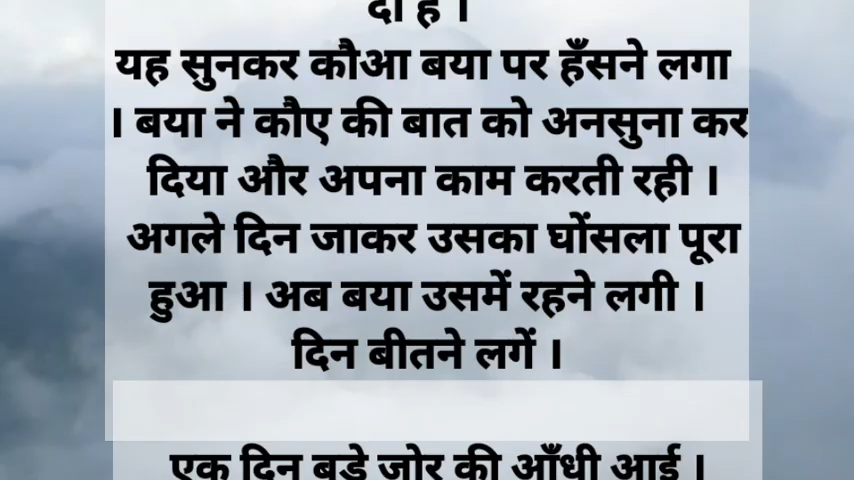 यह सुनकर कौआ बया पर हँसने लगा
। बया ने कौए की बात को अनसुना कर
दिया और अपना काम करती रही ।
अगले दिन जाकर उसका घोंसला पूरा
हुआ । अब बया उसमें रहने लगी ।
दिन बीतने लगें ।
एक दिन बड़े जोर की आँधी आई ।